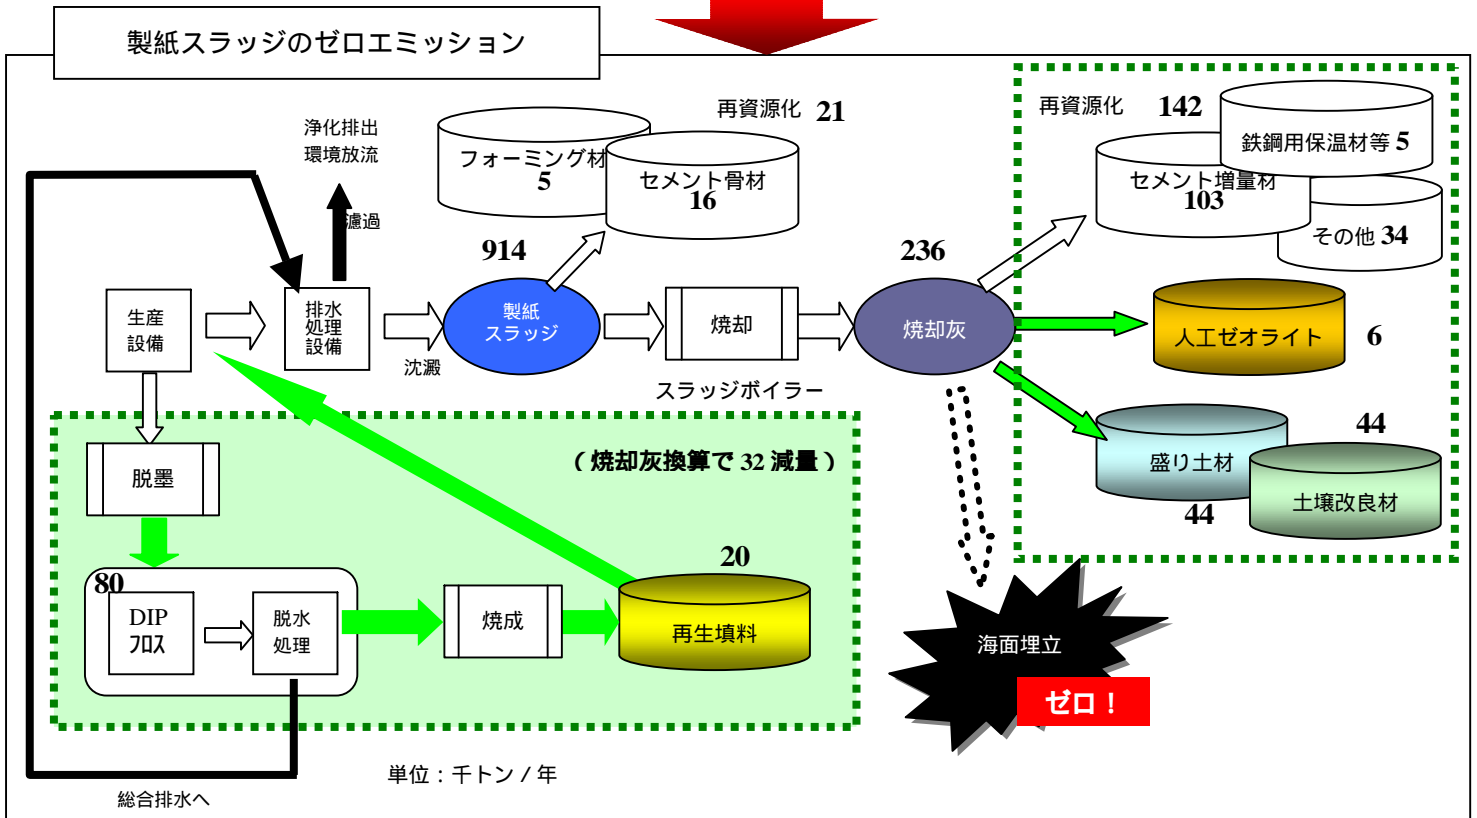 製紙スラッジのゼロエミッション
浄化排出
環境放流
濾過
再資源化 21
フォーミング材
5
セメント骨材
16
再資源化 142
鉄鋼用保温材等 5
セメント増量材
103
その他 34
914
236
生産
設備
排水
処理
設備
沈澱
製紙
スラッジ
焼却
スラッジボイラー
焼却灰
人工ゼオライト
6
盛り土材
44
44
土壌改良材
脱墨
(焼却灰換算で 32 減量)
80
DIP
フロス
脱水
処理
焼成
20
再生填料
海面埋立
ゼロ！
単位：千トン / 年
総合排水へ